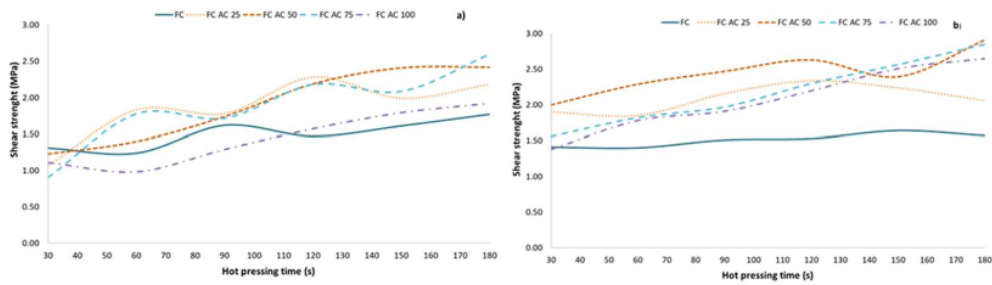 FC FC AC 25 FC AC 50 FC AC 75 FC AC 100
a)
3.00
2.50
2.00
1.50
1.00
0.50
0.00
Shear strenght (MPa)
30 40 50 60 70 80 90 100 110 120 130 140 150 160 170 180
Hot pressing time (s)
FC FC AC 25 FC AC 50 FC AC 75 FC AC 100
b)
3.00
2.50
2.00
1.50
1.00
0.50
0.00
Shear strenght (MPa)
30 40 50 60 70 80 90 100 110 120 130 140 150 160 170 180
Hot pressing time (s)